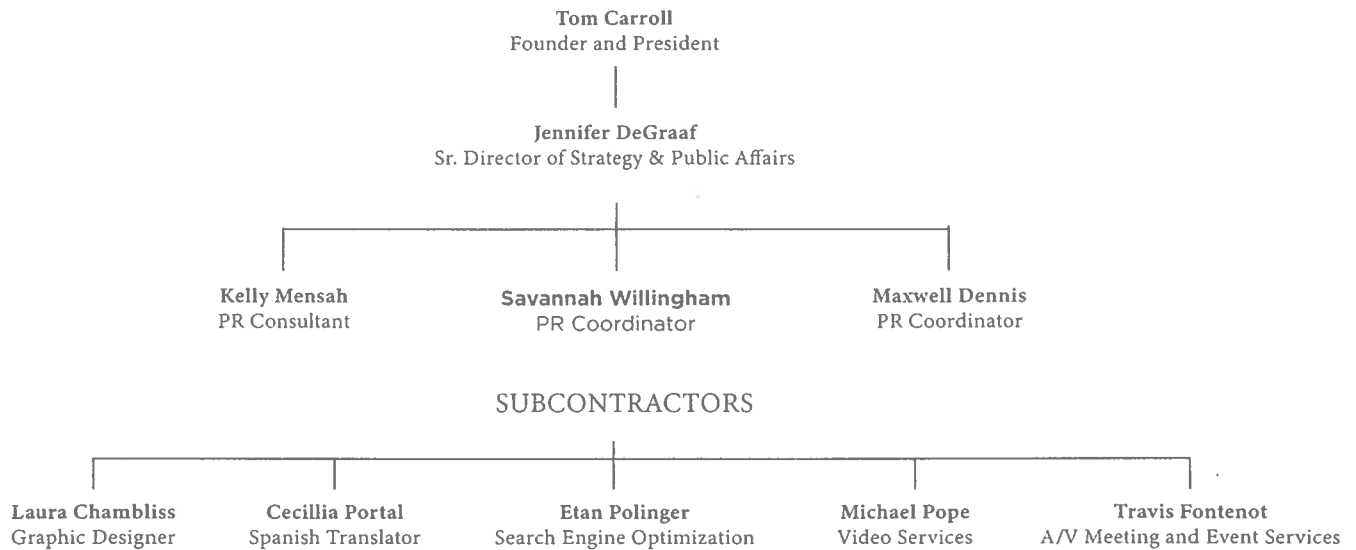 Tom Carroll
Founder and President
Jennifer DeGraaf
Sr. Director of Strategy & Public Affairs
Kelly Mensah
PR Consultant
Savannah Willingham
PR Coordinator
Maxwell Dennis
PR Coordinator
SUBCONTRACTORS
Laura Chambliss
Graphic Designer
Cecillia Portal
Spanish Translator
Etan Polinger
Search Engine Optimization
Michael Pope
Video Services
Travis Fontenot
A/V Meeting and Event Services